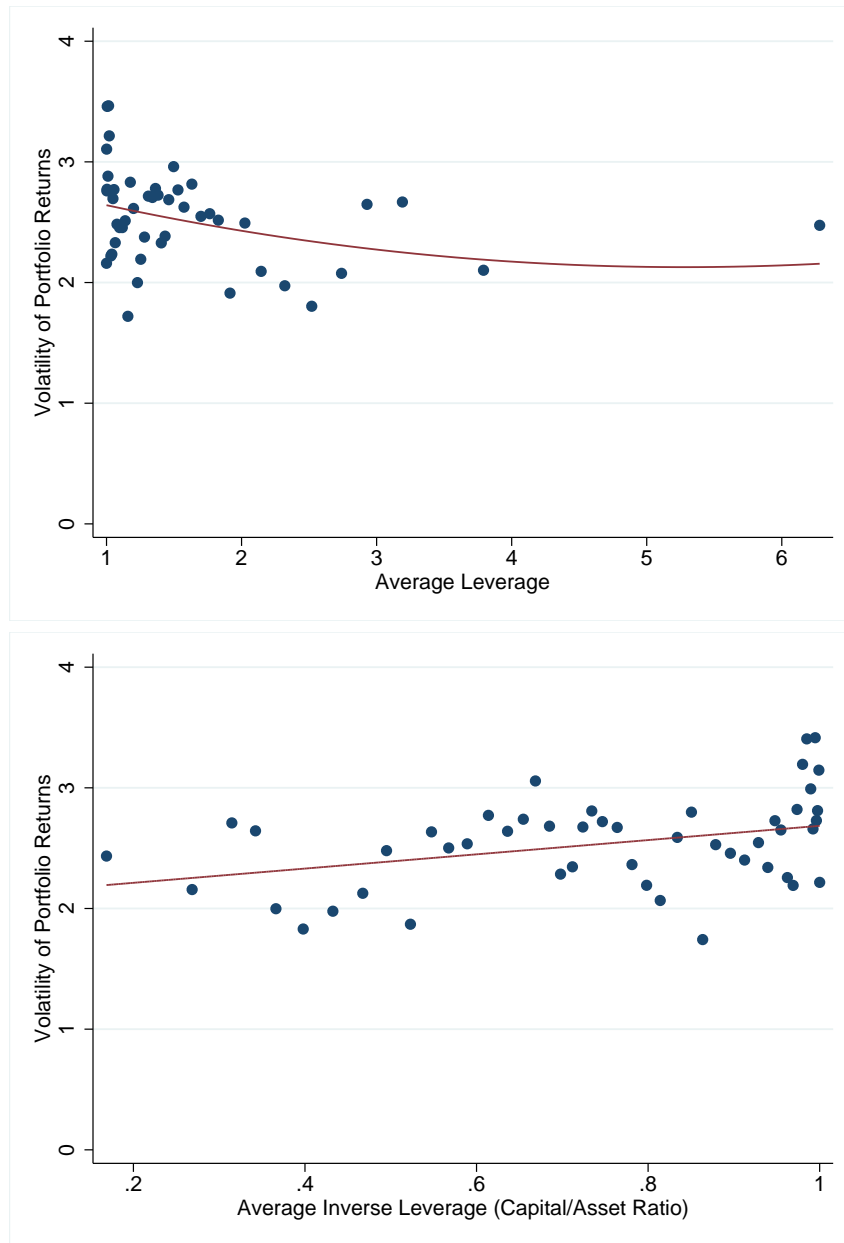 4
3
2
1
0
Volatility of Portfolio Returns
1 2 3 4 5 6
Average Leverage
4
3
2
1
0
Volatility of Portfolio Returns
.2 .4 .6 .8 1
Average Inverse Leverage (Capital/Asset Ratio)